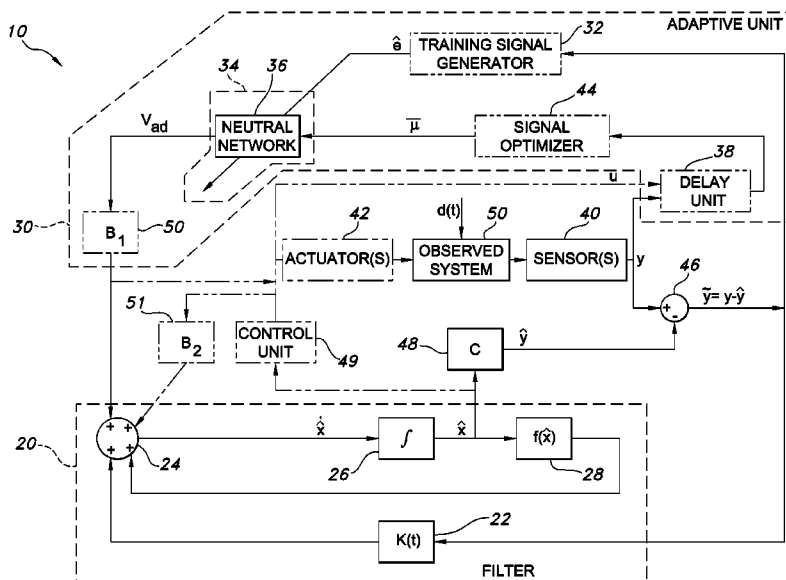 ADAPTIVE UNIT
10
32
ê
TRAINING SIGNAL
GENERATOR
34
36
44
V_ad
NEUTRAL
NETWORK
μ̅
SIGNAL
OPTIMIZER
38
u
DELAY
UNIT
30
B_1
50
42
d(t)
50
40
ACTUATOR(S)
OBSERVED
SYSTEM
SENSOR(S)
y
46
+
-
ỹ= y-ŷ
51
B_2
CONTROL
UNIT
49
48
C
ŷ
20
+ +
+ +
24
x̂̇
26
∫
x̂
f(x̂)
28
K(t)
22
FILTER